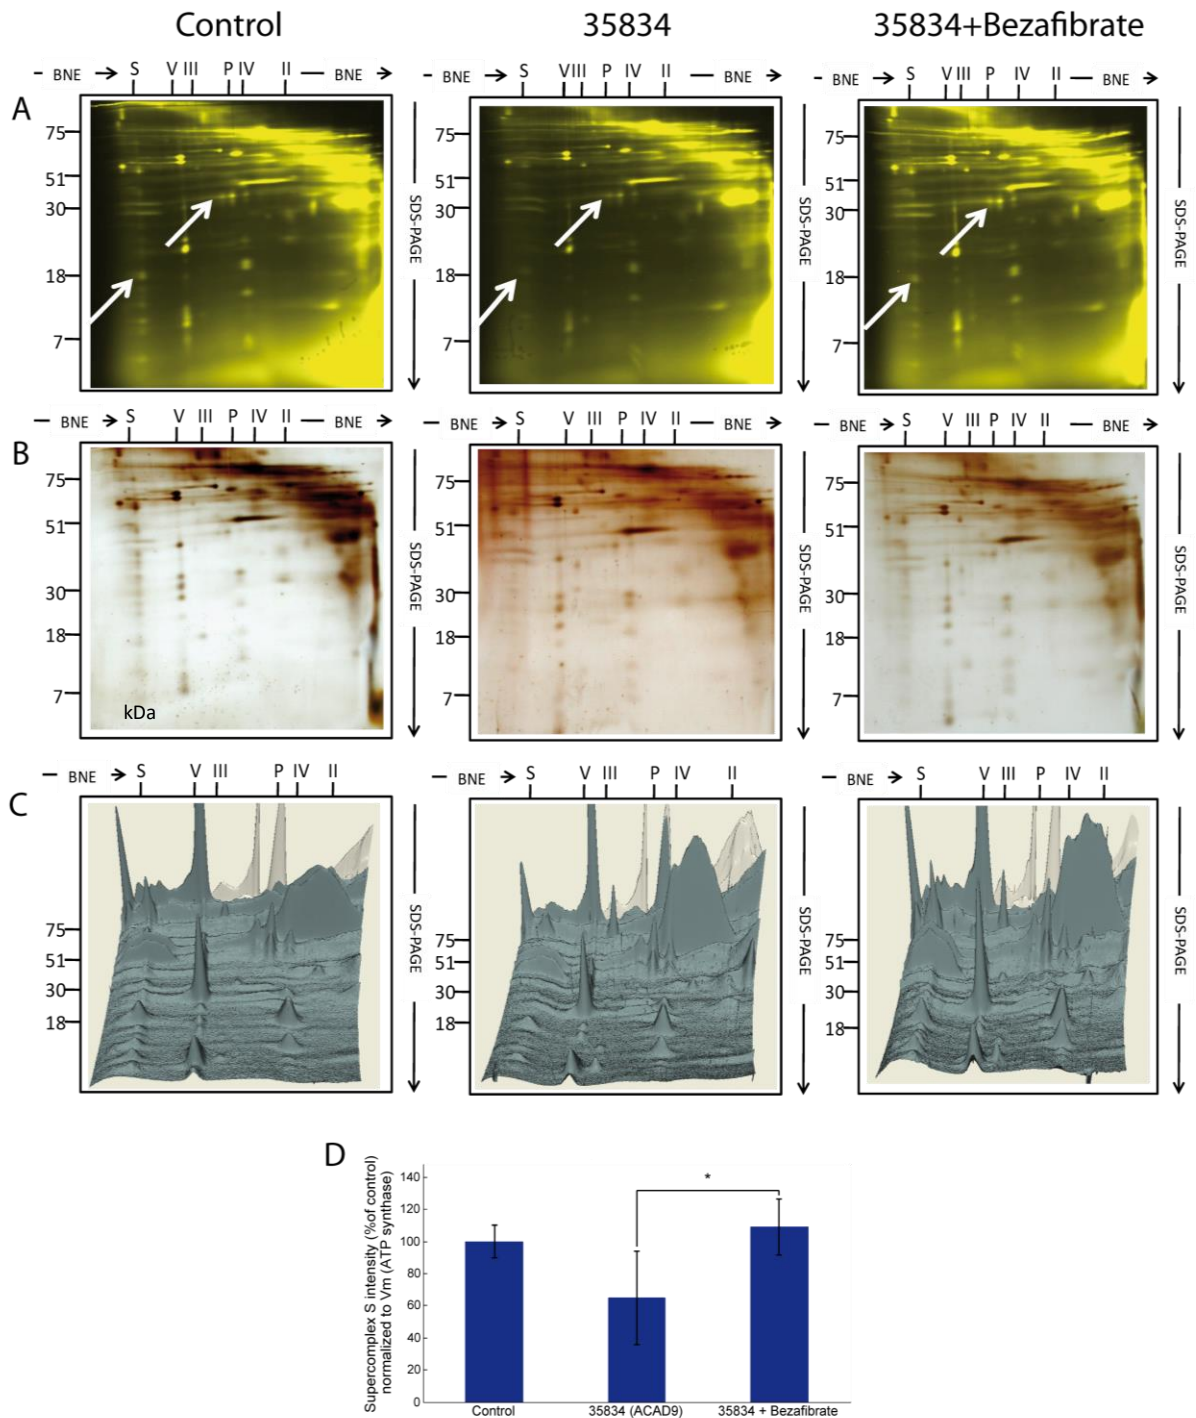 Control 35834 35834+Bezafibrate
A
BNE S V III P IV II BNE
75
51
30
18
7
SDS-PAGE
BNE S V III P IV II BNE
75
51
30
18
7
SDS-PAGE
BNE S V III P IV II BNE
75
51
30
18
7
SDS-PAGE
B
BNE S V III P IV II BNE
75
51
30
18
7
kDa
SDS-PAGE
BNE S V III P IV II BNE
75
51
30
18
7
SDS-PAGE
BNE S V III P IV II BNE
75
51
30
18
7
SDS-PAGE
C
BNE S V III P IV II
75
51
30
18
SDS-PAGE
BNE S V III P IV II
75
51
30
18
SDS-PAGE
BNE S V III P IV II
75
51
30
18
SDS-PAGE
D
Supercomplex S intensity (%of control)
normalized to Vm (ATP synthase)
140
120
100
80
60
40
20
0
*
Control 35834 (ACAD9) 35834 + Bezafibrate